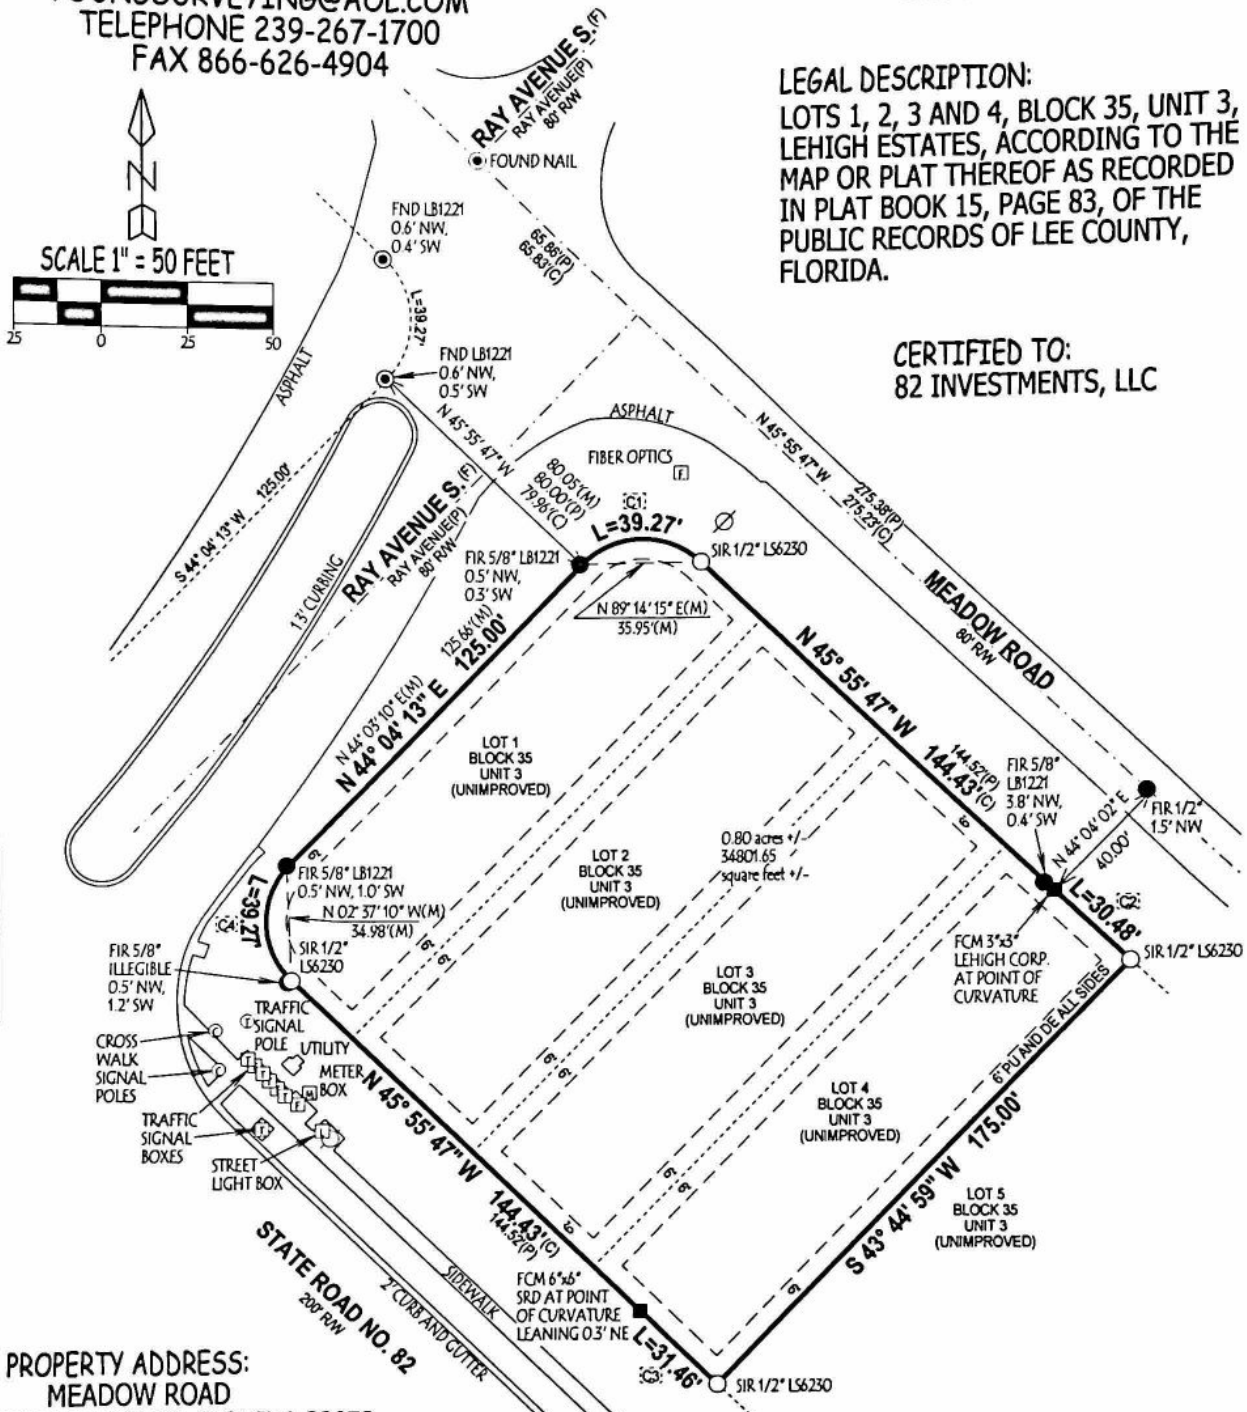 TELEPHONE 239-267-1700
FAX 866-626-4904
N
SCALE 1" = 50 FEET
25 0 25 50
LEGAL DESCRIPTION:
LOTS 1, 2, 3 AND 4, BLOCK 35, UNIT 3,
LEHIGH ESTATES, ACCORDING TO THE
MAP OR PLAT THEREOF AS RECORDED
IN PLAT BOOK 15, PAGE 83, OF THE
PUBLIC RECORDS OF LEE COUNTY,
FLORIDA.
CERTIFIED TO:
82 INVESTMENTS, LLC
RAY AVENUE S.(F)
RAY AVENUE(P)
80' R/W
FOUND NAIL
FND LB1221
0.6' NW,
0.4' SW
L=39.27'
65.86'(P)
65.83'(C)
FND LB1221
0.6' NW,
0.5' SW
ASPHALT
N 45° 55' 47" W
80.05'(M)
80.00'(P)
79.96'(C)
ASPHALT
FIBER OPTICS
F
C1
L=39.27'
SIR 1/2" LS6230
N 45° 55' 47" W
275.38'(P)
275.23'(C)
MEADOW ROAD
80' R/W
S 44° 04' 13" W 125.00'
13' CURBING
RAY AVENUE S.(F)
RAY AVENUE(P)
80' R/W
FIR 5/8" LB1221
0.5' NW,
0.3' SW
N 89° 14' 15" E(M)
35.95'(M)
N 44° 03' 10" E(M) 125.66'(M)
N 44° 04' 13" E 125.00'
N 45° 55' 47" W 144.43'(C)
144.52'(P)
LOT 1
BLOCK 35
UNIT 3
(UNIMPROVED)
FIR 5/8"
LB1221
3.8' NW,
0.4' SW
N 44° 04' 02" E
40.00'
FIR 1/2"
1.5' NW
LOT 2
BLOCK 35
UNIT 3
(UNIMPROVED)
0.80 acres +/-
34801.65
square feet +/-
6'
6'
FIR 5/8" LB1221
0.5' NW, 1.0' SW
L=39.27'
C4
N 02° 37' 10" W(M)
34.98'(M)
SIR 1/2"
LS6230
FIR 5/8"
ILLEGIBLE
0.5' NW,
1.2' SW
6' 6'
L=30.48'
C2
SIR 1/2" LS6230
FCM 3"x3"
LEHIGH CORP.
AT POINT OF
CURVATURE
LOT 3
BLOCK 35
UNIT 3
(UNIMPROVED)
6' PU AND DE ALL SIDES
T
TRAFFIC
SIGNAL
POLE
CROSS
WALK
SIGNAL
POLES
C
C
UTILITY
METER
BOX
M
6' 6'
LOT 4
BLOCK 35
UNIT 3
(UNIMPROVED)
TRAFFIC
SIGNAL
BOXES
STREET
LIGHT BOX
N 45° 55' 47" W 144.43'(C)
144.52'(P)
6' 6'
6'
S 43° 44' 59" W 175.00'
6'
LOT 5
BLOCK 35
UNIT 3
(UNIMPROVED)
STATE ROAD NO. 82
200' R/W
2' CURB AND GUTTER
SIDEWALK
FCM 6"x6"
SRD AT POINT
OF CURVATURE
LEANING 0.3' NE
L=31.46'
C3
SIR 1/2" LS6230
PROPERTY ADDRESS:
MEADOW ROAD